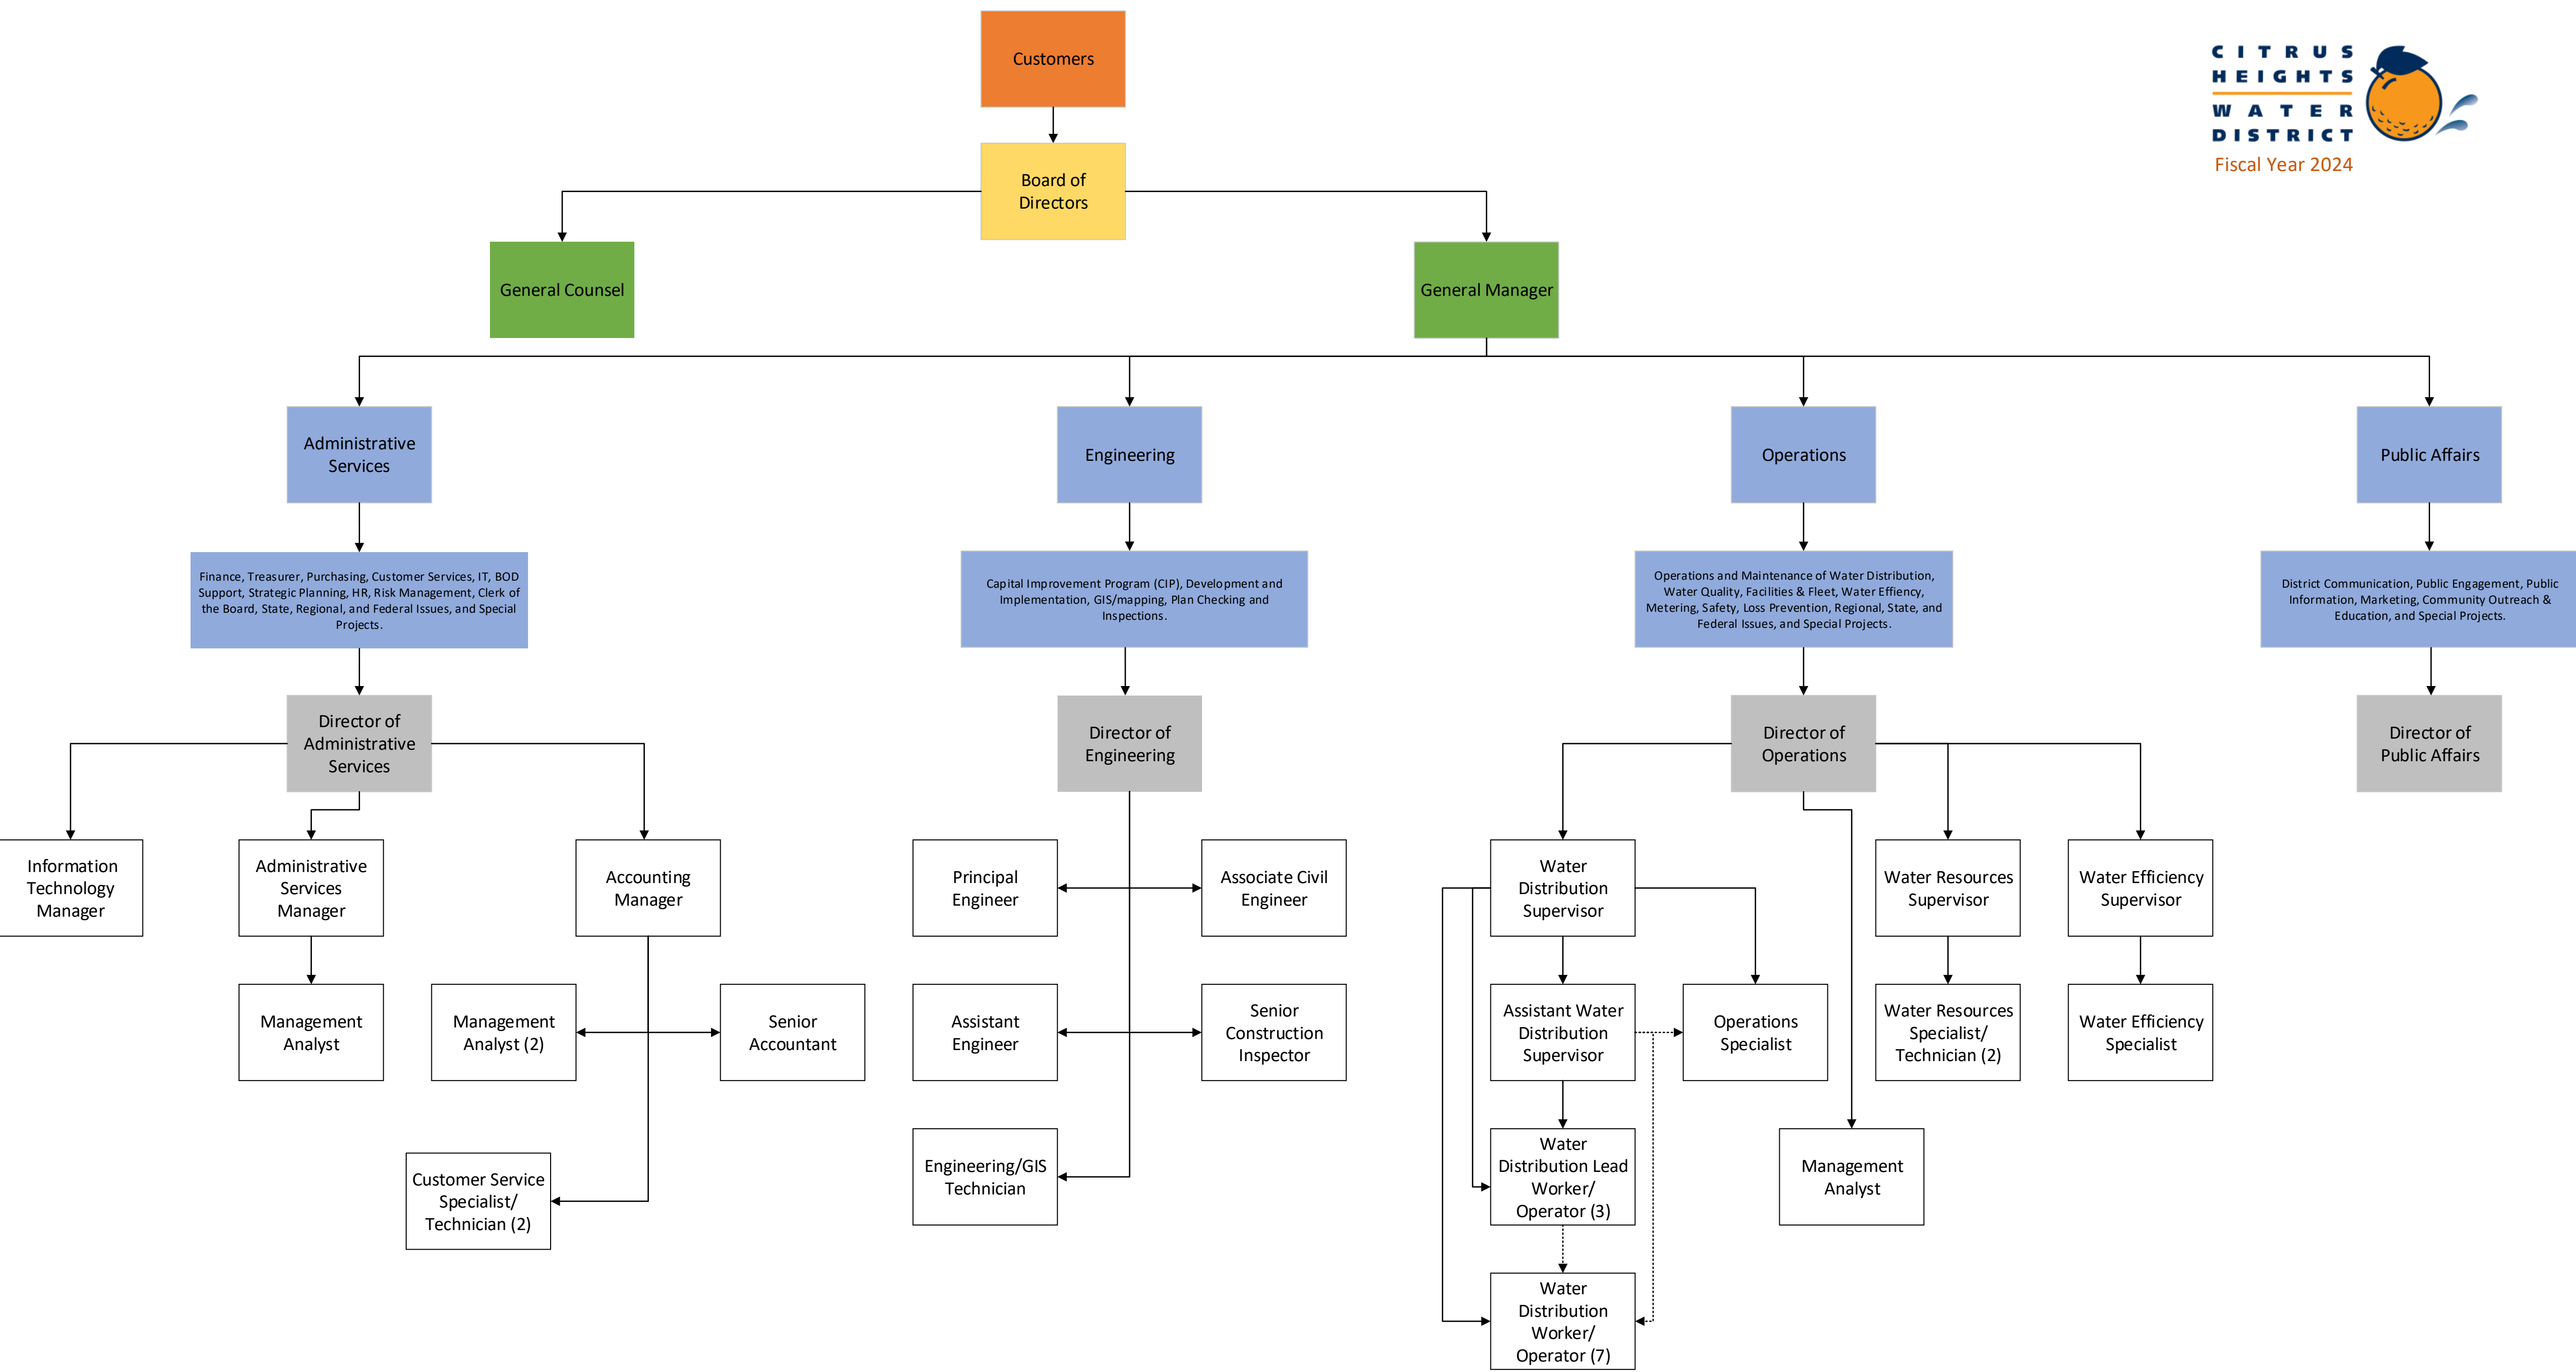 Customers
CITRUS
HEIGHTS
WATER
DISTRICT
Fiscal Year 2024
Board of
Directors
General Counsel
General Manager
Administrative
Services
Engineering
Operations
Public Affairs
Finance, Treasurer, Purchasing, Customer Services, IT, BOD
Support, Strategic Planning, HR, Risk Management, Clerk of
the Board, State, Regional, and Federal Issues, and Special
Projects.
Capital Improvement Program (CIP), Development and
Implementation, GIS/mapping, Plan Checking and
Inspections.
Operations and Maintenance of Water Distribution,
Water Quality, Facilities & Fleet, Water Effiency,
Metering, Safety, Loss Prevention, Regional, State, and
Federal Issues, and Special Projects.
District Communication, Public Engagement, Public
Information, Marketing, Community Outreach &
Education, and Special Projects.
Director of
Administrative
Services
Director of
Engineering
Director of
Operations
Director of
Public Affairs
Information
Technology
Manager
Administrative
Services
Manager
Accounting
Manager
Principal
Engineer
Associate Civil
Engineer
Water
Distribution
Supervisor
Water Resources
Supervisor
Water Efficiency
Supervisor
Management
Analyst
Management
Analyst (2)
Senior
Accountant
Assistant
Engineer
Senior
Construction
Inspector
Assistant Water
Distribution
Supervisor
Operations
Specialist
Water Resources
Specialist/
Technician (2)
Water Efficiency
Specialist
Customer Service
Specialist/
Technician (2)
Engineering/GIS
Technician
Water
Distribution Lead
Worker/
Operator (3)
Management
Analyst
Water
Distribution
Worker/
Operator (7)